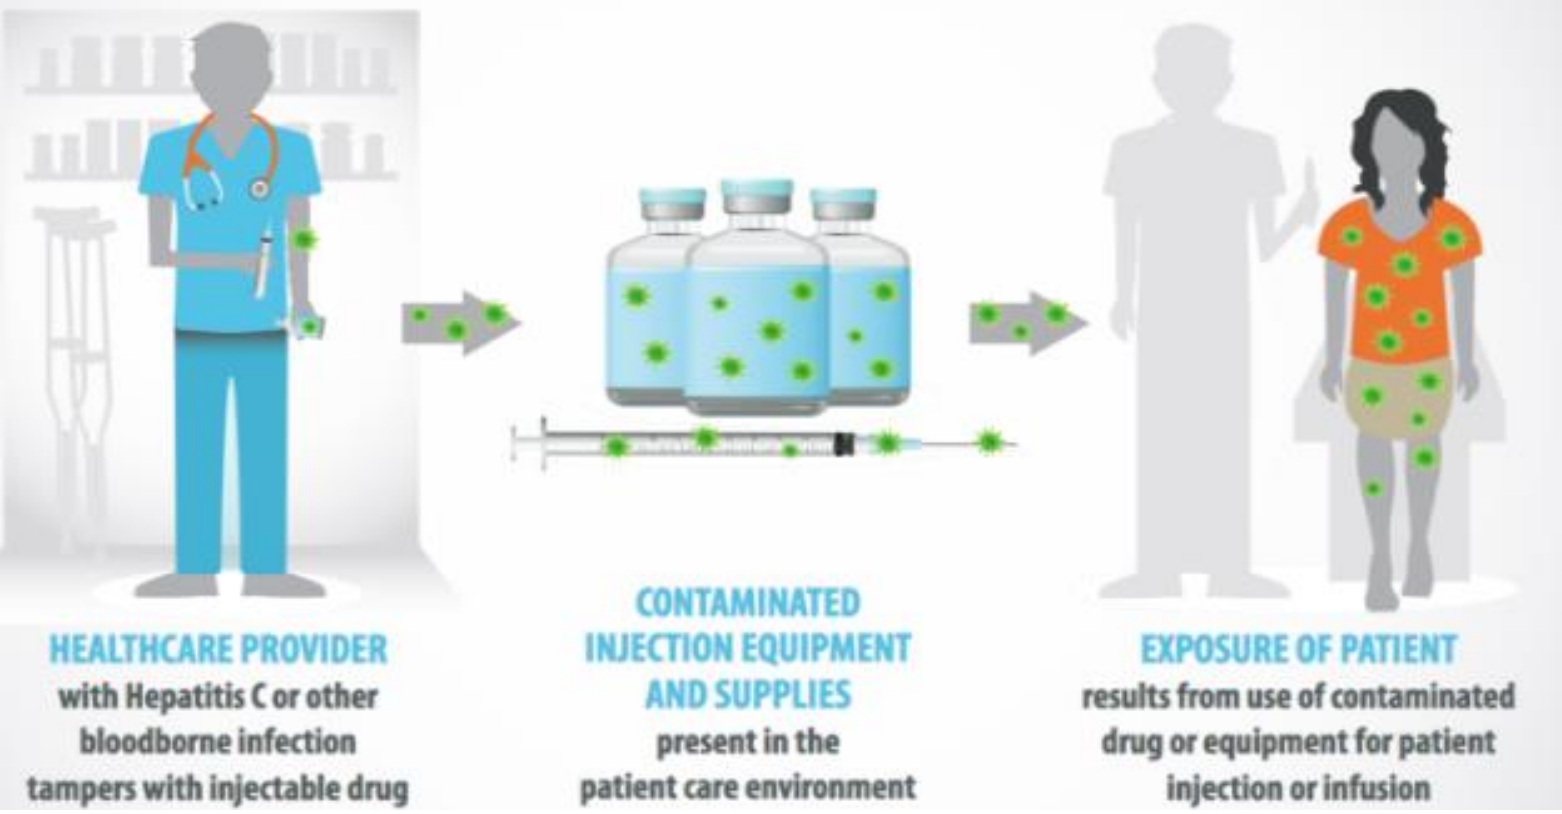 HEALTHCARE PROVIDER
with Hepatitis C or other
bloodborne infection
tampers with injectable drug
CONTAMINATED
INJECTION EQUIPMENT
AND SUPPLIES
present in the
patient care environment
EXPOSURE OF PATIENT
results from use of contaminated
drug or equipment for patient
injection or infusion